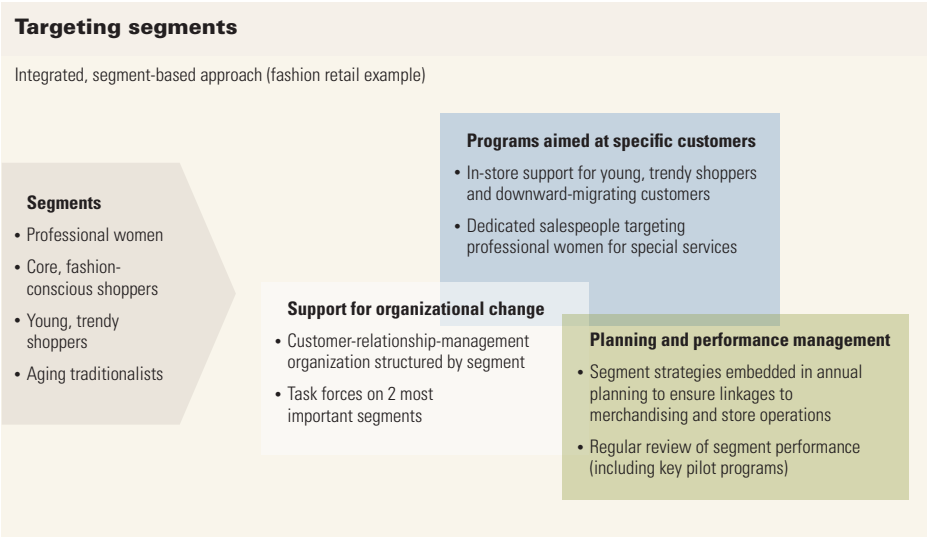 Targeting segments
Integrated, segment-based approach (fashion retail example)
Segments
• Professional women
• Core, fashion-
conscious shoppers
• Young, trendy
shoppers
• Aging traditionalists
Programs aimed at specific customers
• In-store support for young, trendy shoppers
and downward-migrating customers
• Dedicated salespeople targeting
professional women for special services
Support for organizational change
• Customer-relationship-management
organization structured by segment
• Task forces on 2 most
important segments
Planning and performance management
• Segment strategies embedded in annual
planning to ensure linkages to
merchandising and store operations
• Regular review of segment performance
(including key pilot programs)